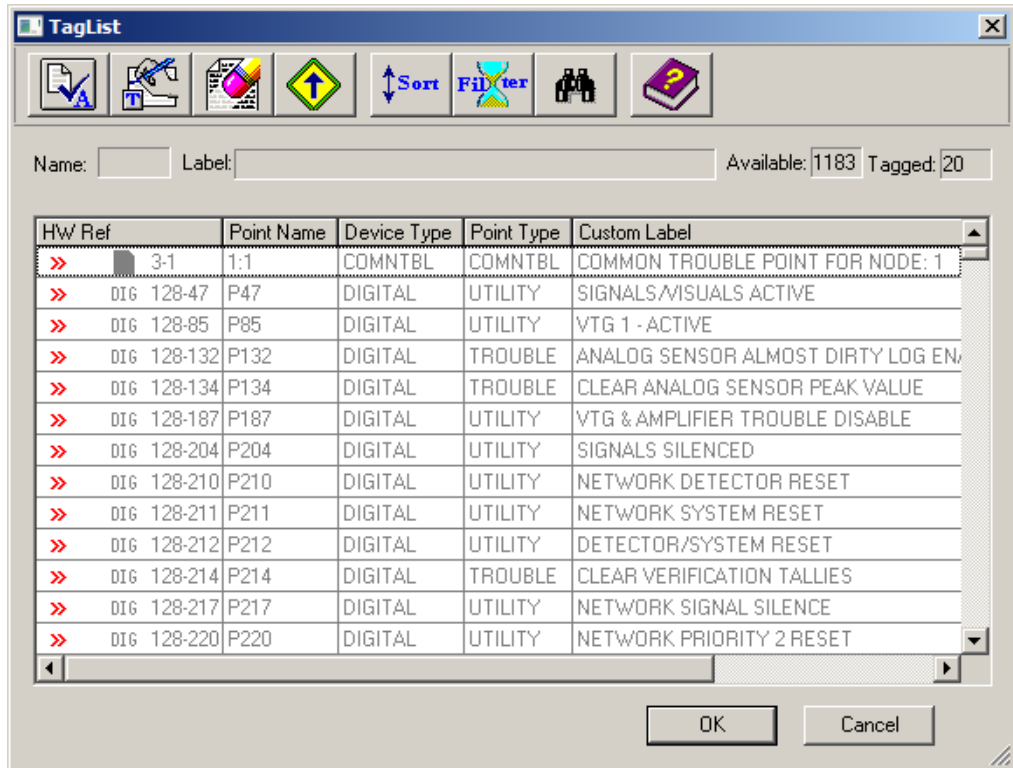 TagList
A T Sort Filter ?
Name: Label: Available: 1183 Tagged: 20
HW Ref Point Name Device Type Point Type Custom Label
3-1 1:1 COMNTBL COMNTBL COMMON TROUBLE POINT FOR NODE: 1
DIG 128-47 P47 DIGITAL UTILITY SIGNALS/VISUALS ACTIVE
DIG 128-85 P85 DIGITAL UTILITY VTG 1 - ACTIVE
DIG 128-132 P132 DIGITAL TROUBLE ANALOG SENSOR ALMOST DIRTY LOG ENA
DIG 128-134 P134 DIGITAL TROUBLE CLEAR ANALOG SENSOR PEAK VALUE
DIG 128-187 P187 DIGITAL UTILITY VTG & AMPLIFIER TROUBLE DISABLE
DIG 128-204 P204 DIGITAL UTILITY SIGNALS SILENCED
DIG 128-210 P210 DIGITAL UTILITY NETWORK DETECTOR RESET
DIG 128-211 P211 DIGITAL UTILITY NETWORK SYSTEM RESET
DIG 128-212 P212 DIGITAL UTILITY DETECTOR/SYSTEM RESET
DIG 128-214 P214 DIGITAL TROUBLE CLEAR VERIFICATION TALLIES
DIG 128-217 P217 DIGITAL UTILITY NETWORK SIGNAL SILENCE
DIG 128-220 P220 DIGITAL UTILITY NETWORK PRIORITY 2 RESET
OK Cancel